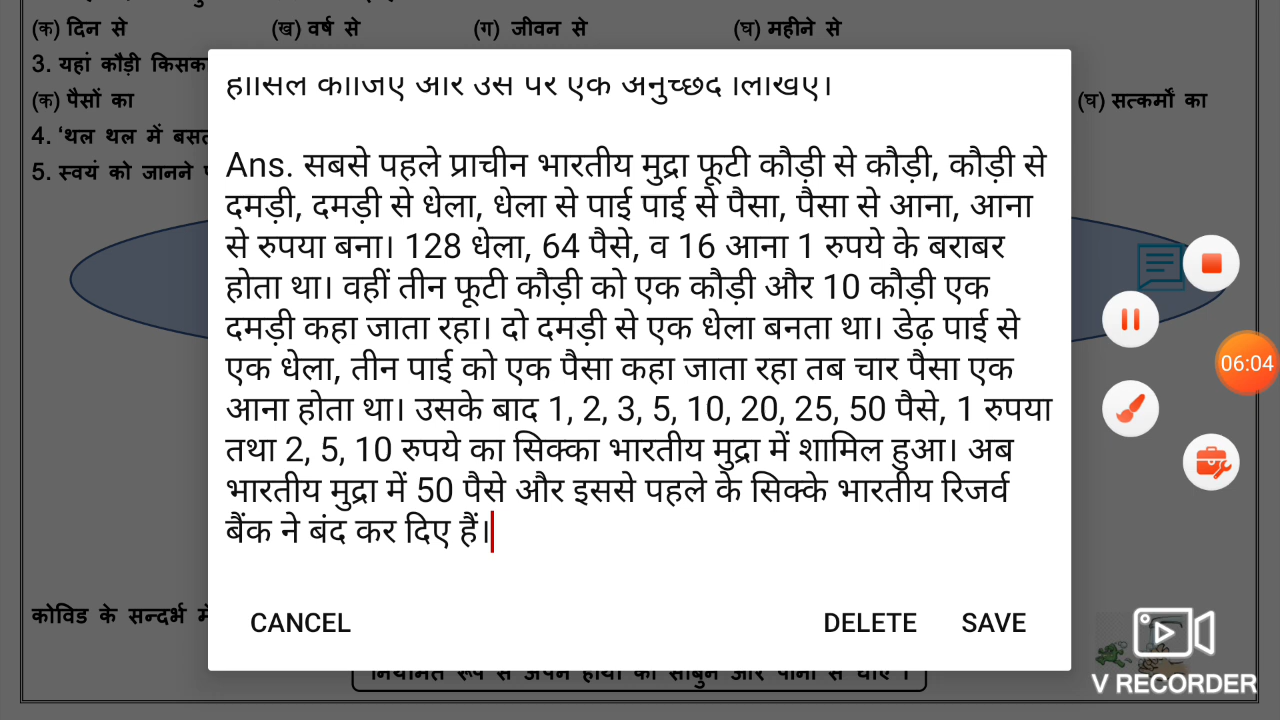 (क) दिन से (ख) वर्ष से (ग) जीवन से (घ) महीने से
3. यहां कौड़ी किसक
(क) पैसों का (घ) सत्कर्मों का
4. ‘थल थल में बसत
5. स्वयं को जानने
हासिल कीजिए और उस पर एक अनुच्छेद लिखिए।
Ans. सबसे पहले प्राचीन भारतीय मुद्रा फूटी कौड़ी से कौड़ी, कौड़ी से
दमड़ी, दमड़ी से धेला, धेला से पाई पाई से पैसा, पैसा से आना, आना
से रुपया बना। 128 धेला, 64 पैसे, व 16 आना 1 रुपये के बराबर
होता था। वहीं तीन फूटी कौड़ी को एक कौड़ी और 10 कौड़ी एक
दमड़ी कहा जाता रहा। दो दमड़ी से एक धेला बनता था। डेढ़ पाई से
एक धेला, तीन पाई को एक पैसा कहा जाता रहा तब चार पैसा एक
आना होता था। उसके बाद 1, 2, 3, 5, 10, 20, 25, 50 पैसे, 1 रुपया
तथा 2, 5, 10 रुपये का सिक्का भारतीय मुद्रा में शामिल हुआ। अब
भारतीय मुद्रा में 50 पैसे और इससे पहले के सिक्के भारतीय रिजर्व
बैंक ने बंद कर दिए हैं।
06:04
CANCEL DELETE SAVE
कोविड के सन्दर्भ में
नियमित रूप से अपने हाथों को साबुन और पानी से धोएं ।
V RECORDER